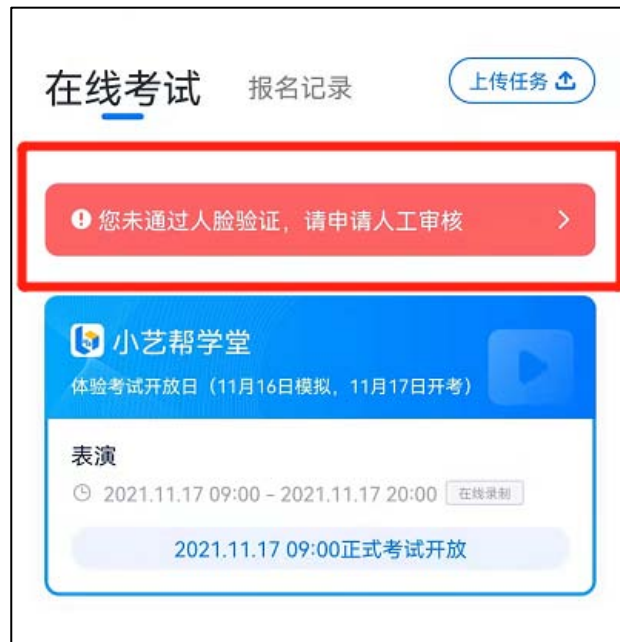 在线考试
报名记录
上传任务
您未通过人脸验证，请申请人工审核
小艺帮学堂
体验考试开放日（11月16日模拟，11月17日开考）
表演
2021.11.17 09:00 - 2021.11.17 20:00 在线录制
2021.11.17 09:00正式考试开放